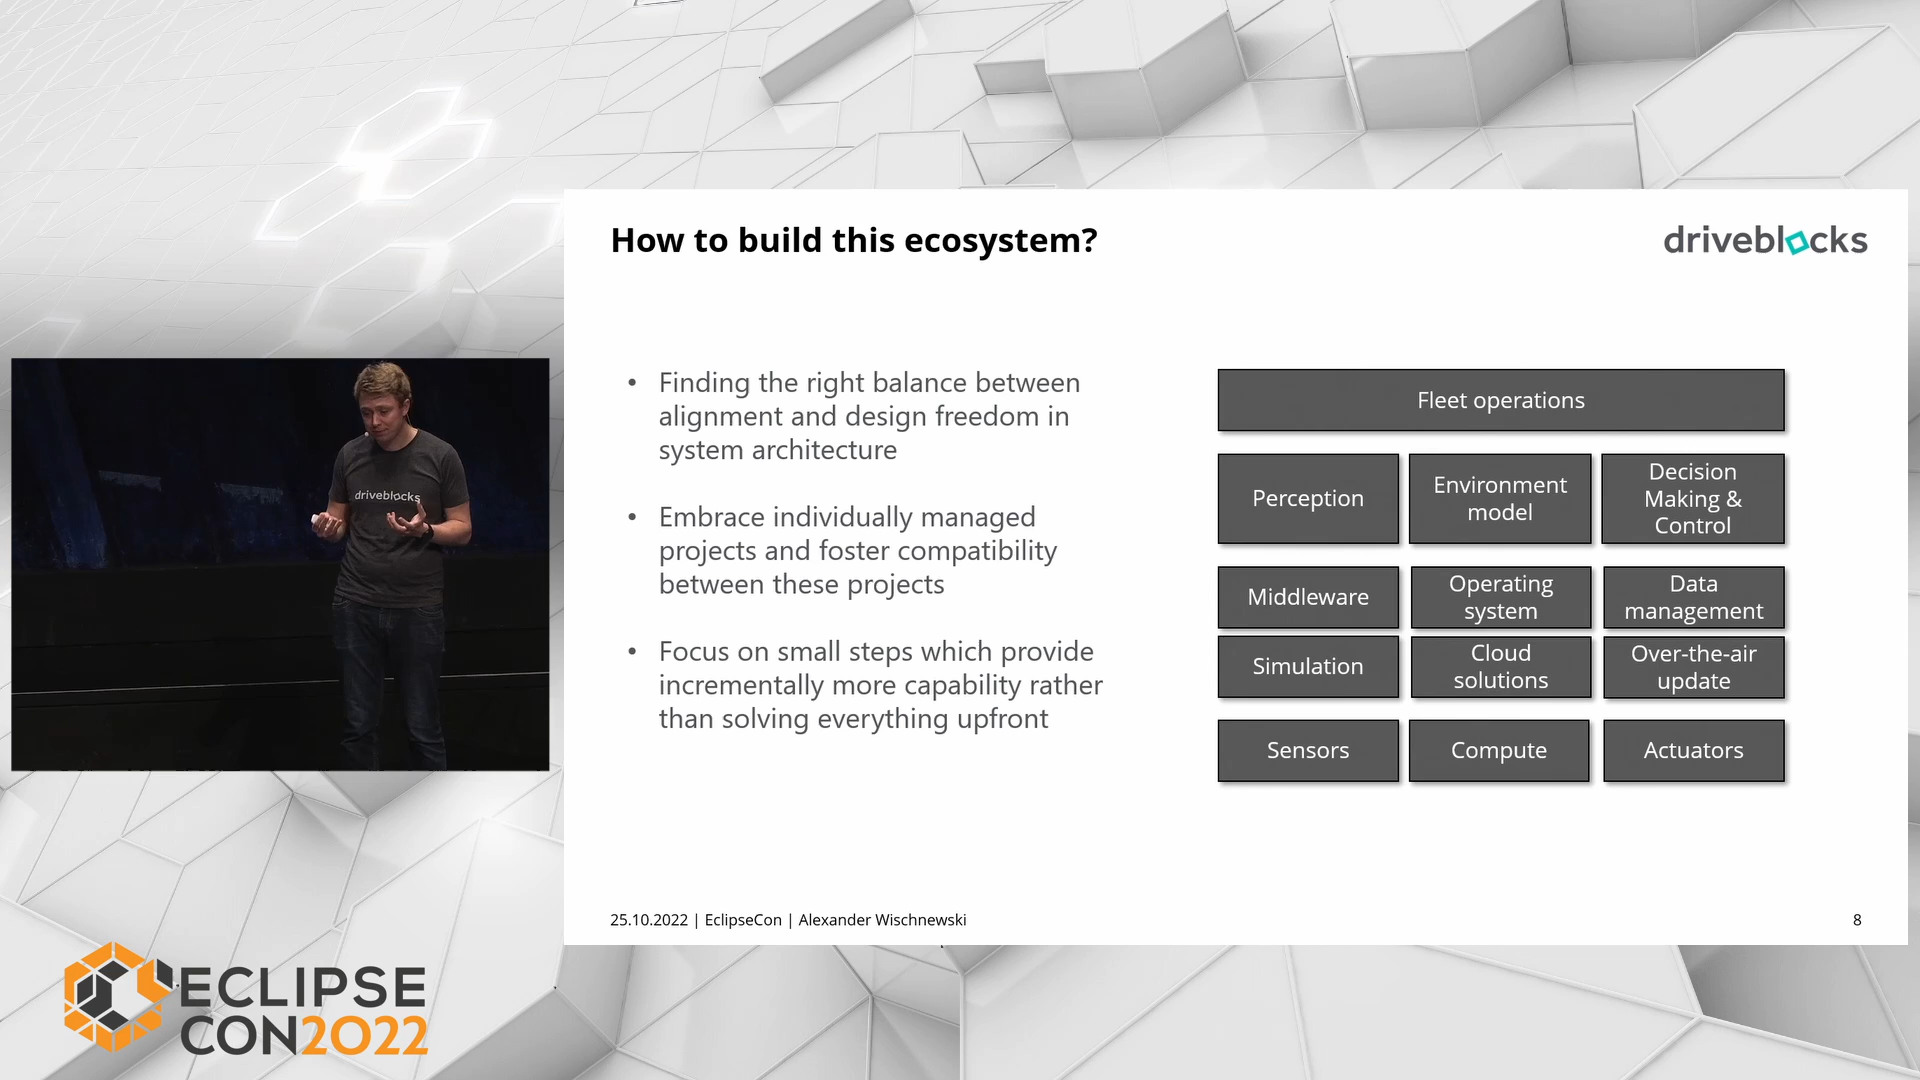 How to build this ecosystem?
driveblocks
• Finding the right balance between
alignment and design freedom in
system architecture
• Embrace individually managed
projects and foster compatibility
between these projects
• Focus on small steps which provide
incrementally more capability rather
than solving everything upfront
Fleet operations
Perception
Environment
model
Decision
Making &
Control
Middleware
Operating
system
Data
management
Simulation
Cloud
solutions
Over-the-air
update
Sensors
Compute
Actuators
25.10.2022 | EclipseCon | Alexander Wischnewski
8
driveblocks
ECLIPSE
CON2022